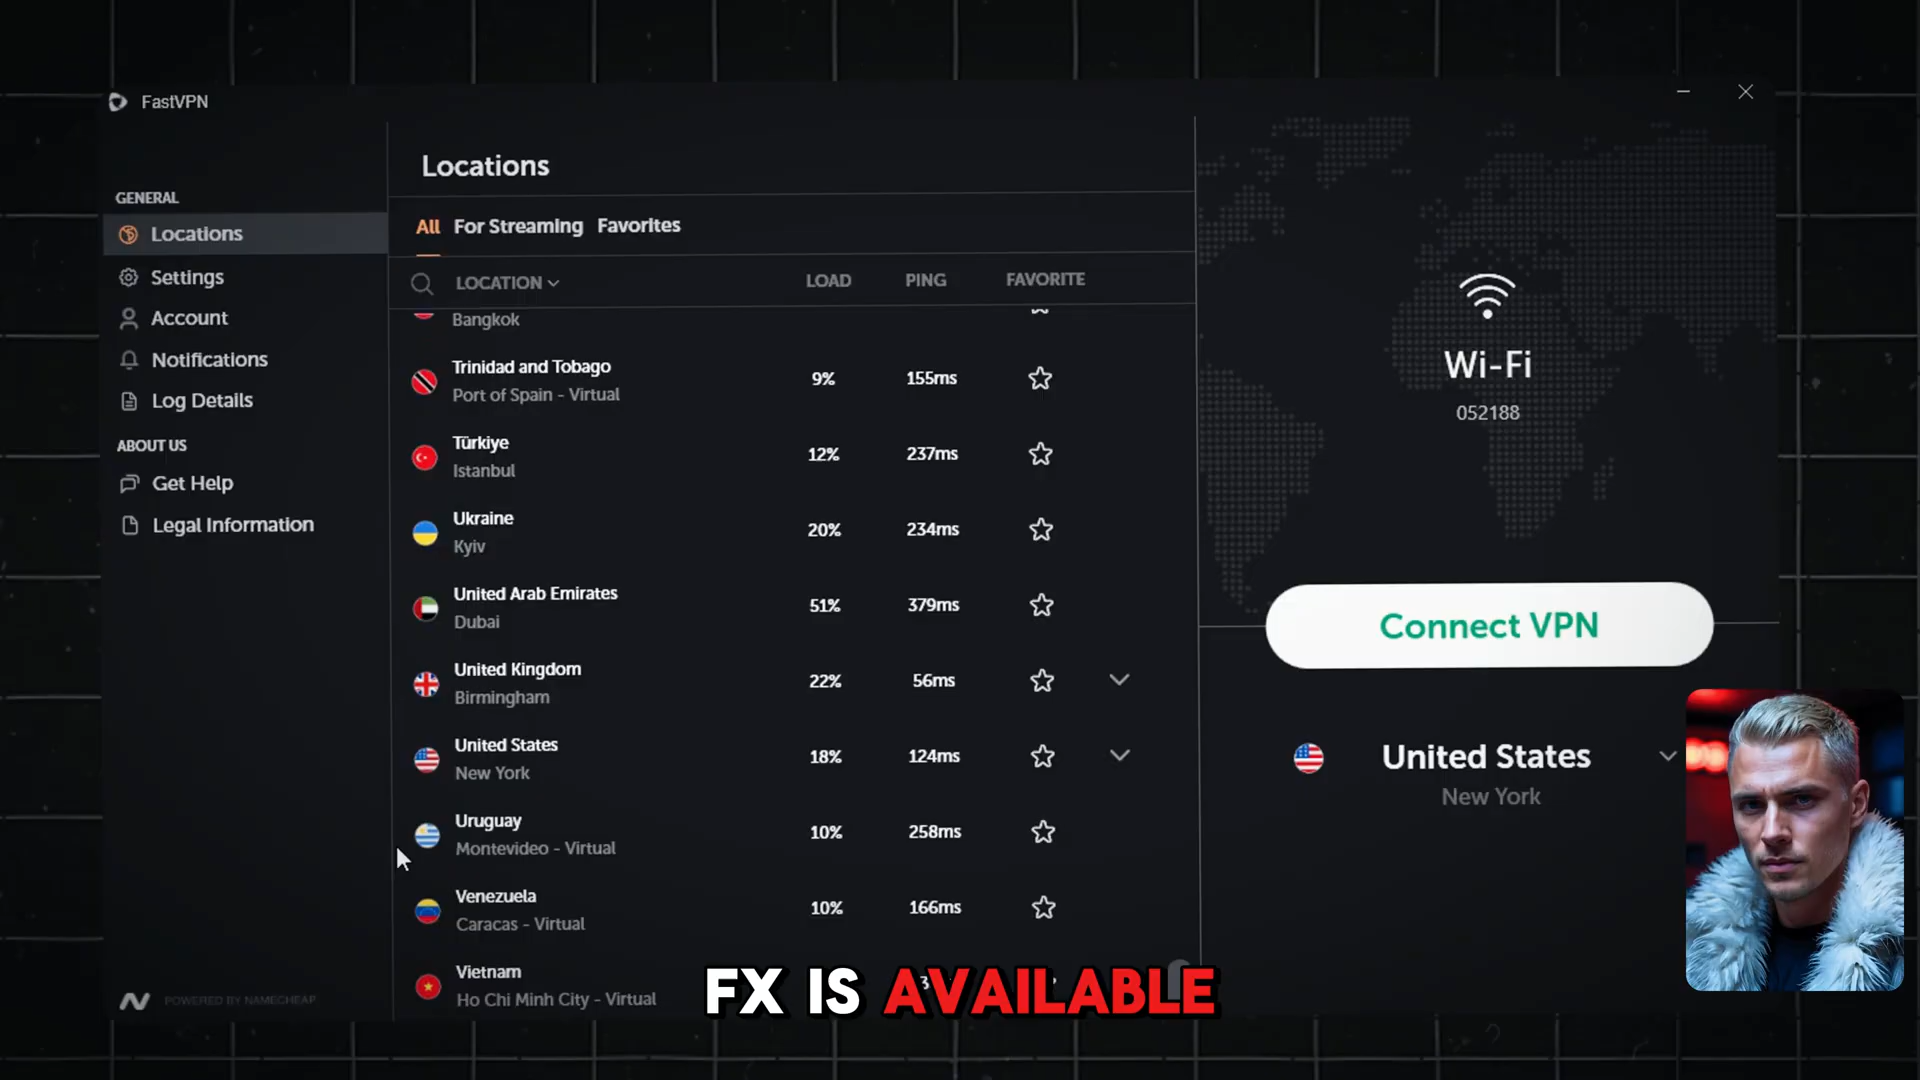 FastVPN
GENERAL
Locations
Settings
Account
Notifications
Log Details
ABOUT US
Get Help
Legal Information
POWERED BY NAMECHEAP
Locations
All For Streaming Favorites
LOCATION LOAD PING FAVORITE
Bangkok
Trinidad and Tobago 9% 155ms
Port of Spain - Virtual
Türkiye 12% 237ms
Istanbul
Ukraine 20% 234ms
Kyiv
United Arab Emirates 51% 379ms
Dubai
United Kingdom 22% 56ms
Birmingham
United States 18% 124ms
New York
Uruguay 10% 258ms
Montevideo - Virtual
Venezuela 10% 166ms
Caracas - Virtual
Vietnam
Ho Chi Minh City - Virtual
Wi-Fi
052188
Connect VPN
United States
New York
FX IS AVAILABLE